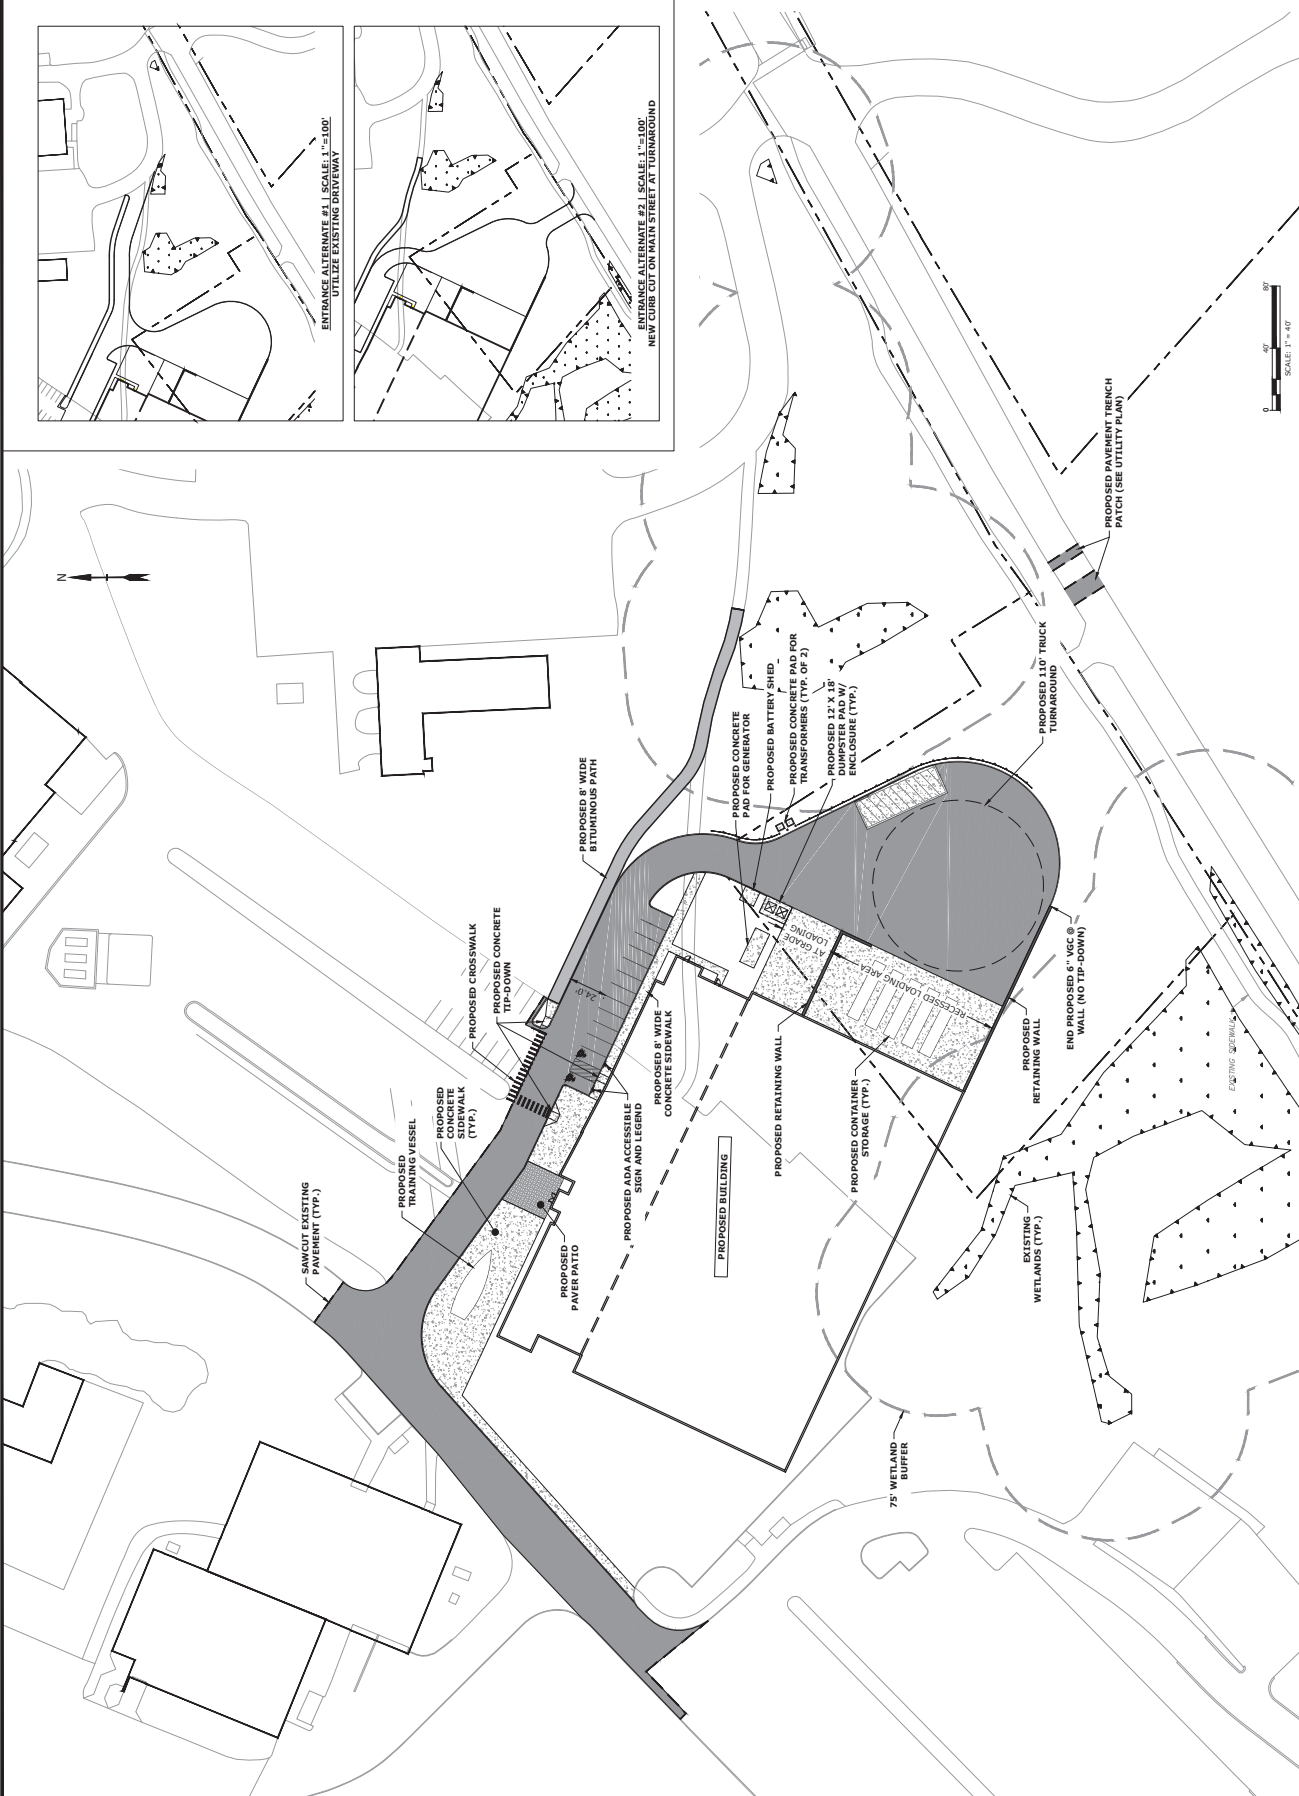 ENTRANCE ALTERNATE #1 | SCALE: 1"=100'
UTILIZE EXISTING DRIVEWAY
ENTRANCE ALTERNATE #2 | SCALE: 1"=100'
NEW CURB CUT ON MAIN STREET AT TURNAROUND
N
SAWCUT EXISTING
PAVEMENT (TYP.)
PROPOSED
TRAINING VESSEL
PROPOSED
CONCRETE
SIDEWALK
(TYP.)
PROPOSED CROSSWALK
PROPOSED CONCRETE
TIP-DOWN
PROPOSED 8' WIDE
BITUMINOUS PATH
24.0'
PROPOSED
PAVER PATIO
PROPOSED ADA ACCESSIBLE
SIGN AND LEGEND
PROPOSED 8' WIDE
CONCRETE SIDEWALK
PROPOSED BUILDING
PROPOSED CONCRETE
PAD FOR GENERATOR
PROPOSED BATTERY SHED
PROPOSED CONCRETE PAD FOR
TRANSFORMERS (TYP. OF 2)
PROPOSED 12' X 18'
DUMPSTER PAD W/
ENCLOSURE (TYP.)
AT GRADE
LOADING
RECESSED LOADING AREA
PROPOSED RETAINING WALL
PROPOSED CONTAINER
STORAGE (TYP.)
75' WETLAND
BUFFER
PROPOSED 110' TRUCK
TURNAROUND
PROPOSED
RETAINING WALL
END PROPOSED 6" VGC @
WALL (NO TIP-DOWN)
EXISTING
WETLANDS (TYP.)
PROPOSED PAVEMENT TRENCH
PATCH (SEE UTILITY PLAN)
EXISTING SIDEWALK
0
40'
80'
SCALE: 1" = 40'